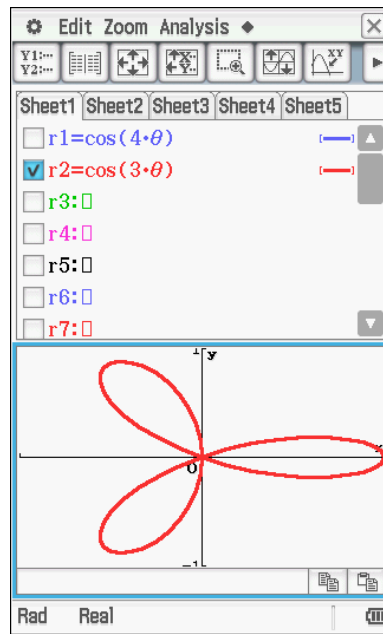 Edit Zoom Analysis ◆
Y1:··· Y2:···
Sheet1 Sheet2 Sheet3 Sheet4 Sheet5
r1=cos(4·θ)
r2=cos(3·θ)
r3:□
r4:□
r5:□
r6:□
r7:□
1 y
0
-1
Rad Real